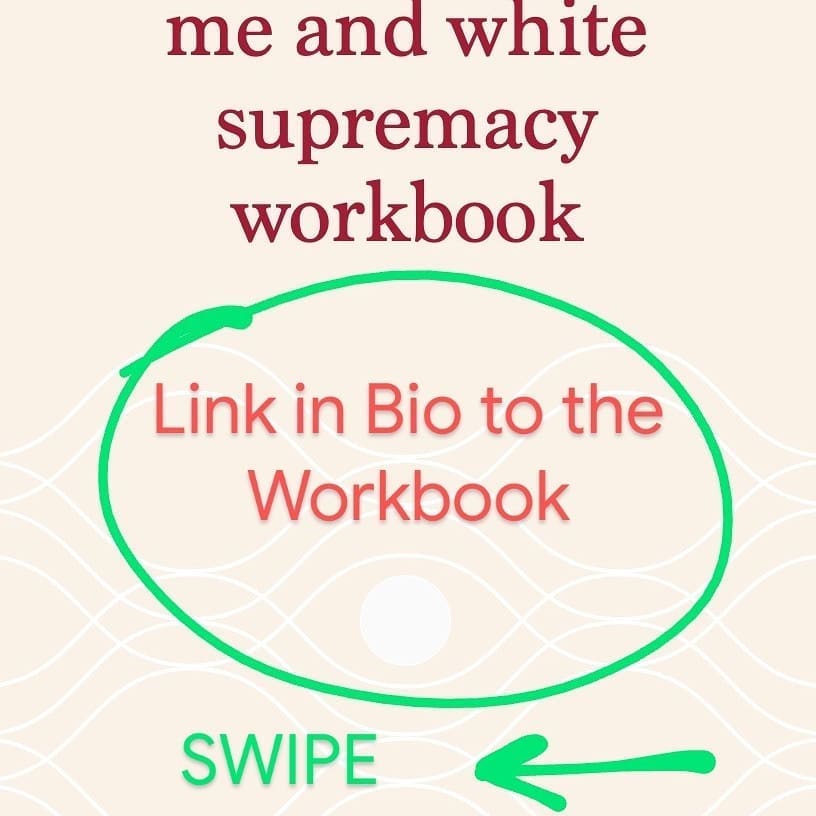 me and white
supremacy
workbook
Link in Bio to the
Workbook
SWIPE